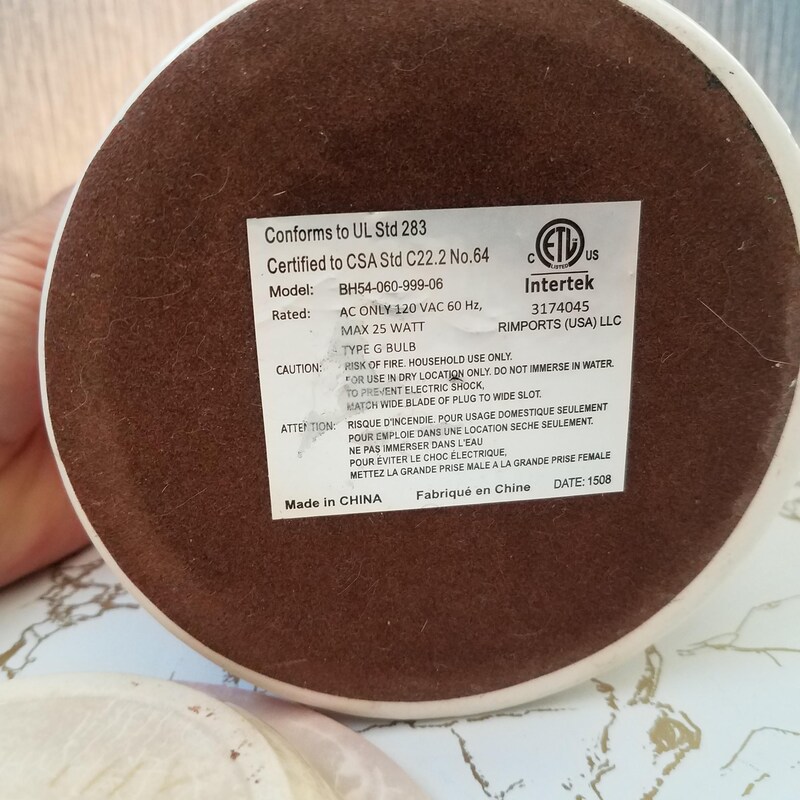 Conforms to UL Std 283
Certified to CSA Std C22.2 No.64
C ETL US
LISTED
Intertek
3174045
RIMPORTS (USA) LLC
Model: BH54-060-999-06
Rated: AC ONLY 120 VAC 60 Hz,
MAX 25 WATT
TYPE G BULB
CAUTION: RISK OF FIRE. HOUSEHOLD USE ONLY.
FOR USE IN DRY LOCATION ONLY. DO NOT IMMERSE IN WATER.
TO PREVENT ELECTRIC SHOCK,
MATCH WIDE BLADE OF PLUG TO WIDE SLOT.
ATTENTION: RISQUE D'INCENDIE. POUR USAGE DOMESTIQUE SEULEMENT
POUR EMPLOIE DANS UNE LOCATION SECHE SEULEMENT.
NE PAS IMMERSER DANS L'EAU
POUR ÉVITER LE CHOC ÉLECTRIQUE,
METTEZ LA GRANDE PRISE MALE A LA GRANDE PRISE FEMALE
Made in CHINA Fabriqué en Chine DATE: 1508